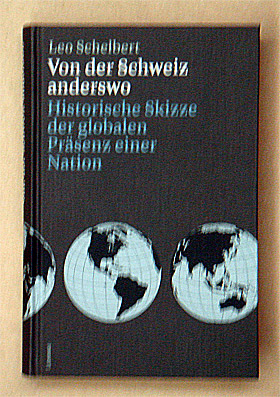 Leo Schelbert
Von der Schweiz
anderswo
Historische Skizze
der globalen
Präsenz einer
Nation